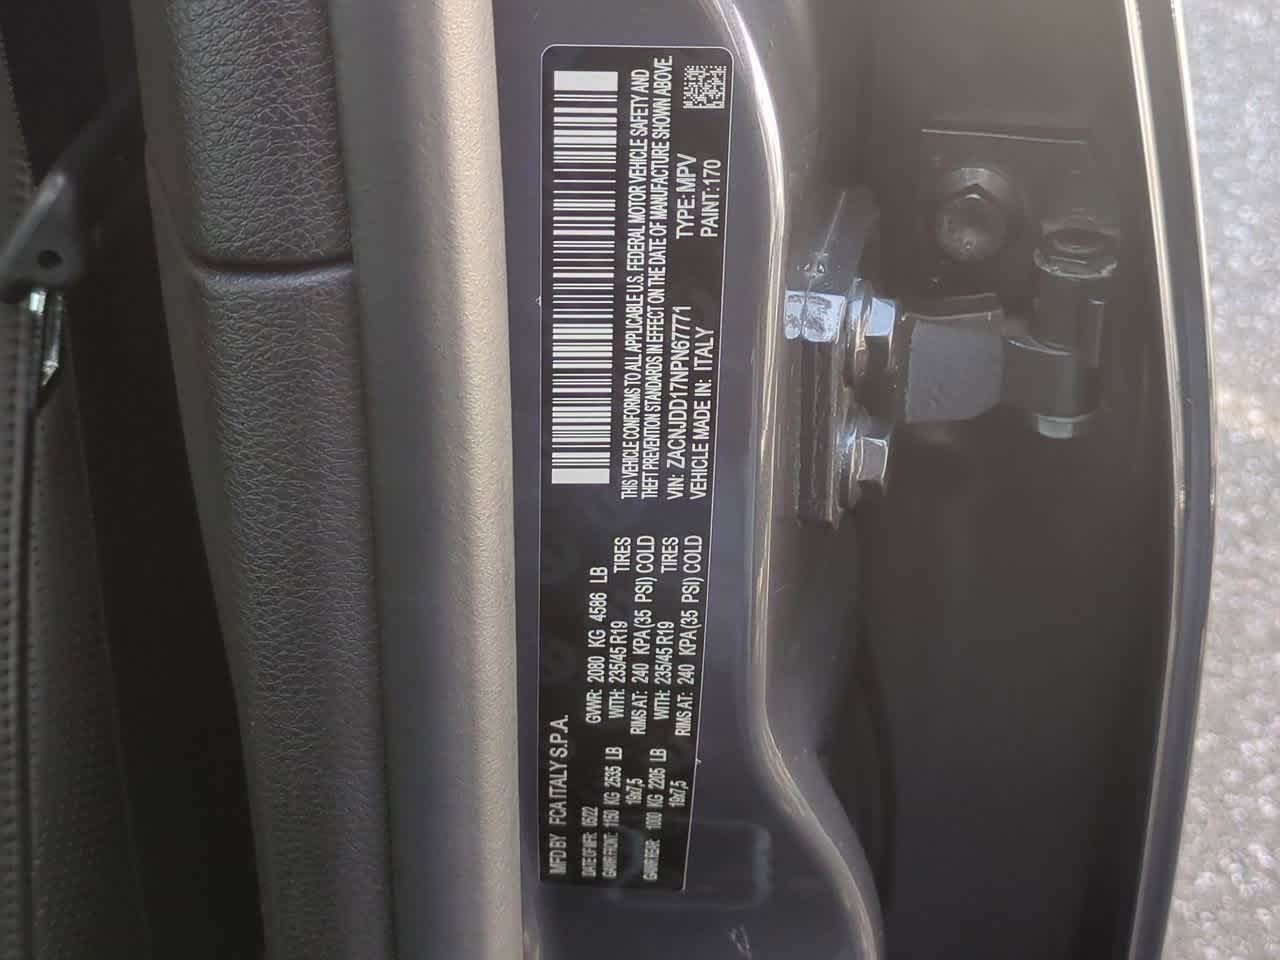 MFD BY FCA ITALY S.P.A.
DATE OF MFR: 0522 GVWR: 2080 KG 4586 LB
GAWR FRONT: 1150 KG 2535 LB WITH: 235/45 R19 TIRES
19x7,5 RIMS AT: 240 KPA (35 PSI) COLD
GAWR REAR: 1000 KG 2205 LB WITH: 235/45 R19 TIRES
19x7,5 RIMS AT: 240 KPA (35 PSI) COLD
THIS VEHICLE CONFORMS TO ALL APPLICABLE U.S. FEDERAL MOTOR VEHICLE SAFETY AND
THEFT PREVENTION STANDARDS IN EFFECT ON THE DATE OF MANUFACTURE SHOWN ABOVE.
VIN: ZACNJDD17NPN67771 TYPE: MPV
VEHICLE MADE IN: ITALY PAINT: 170